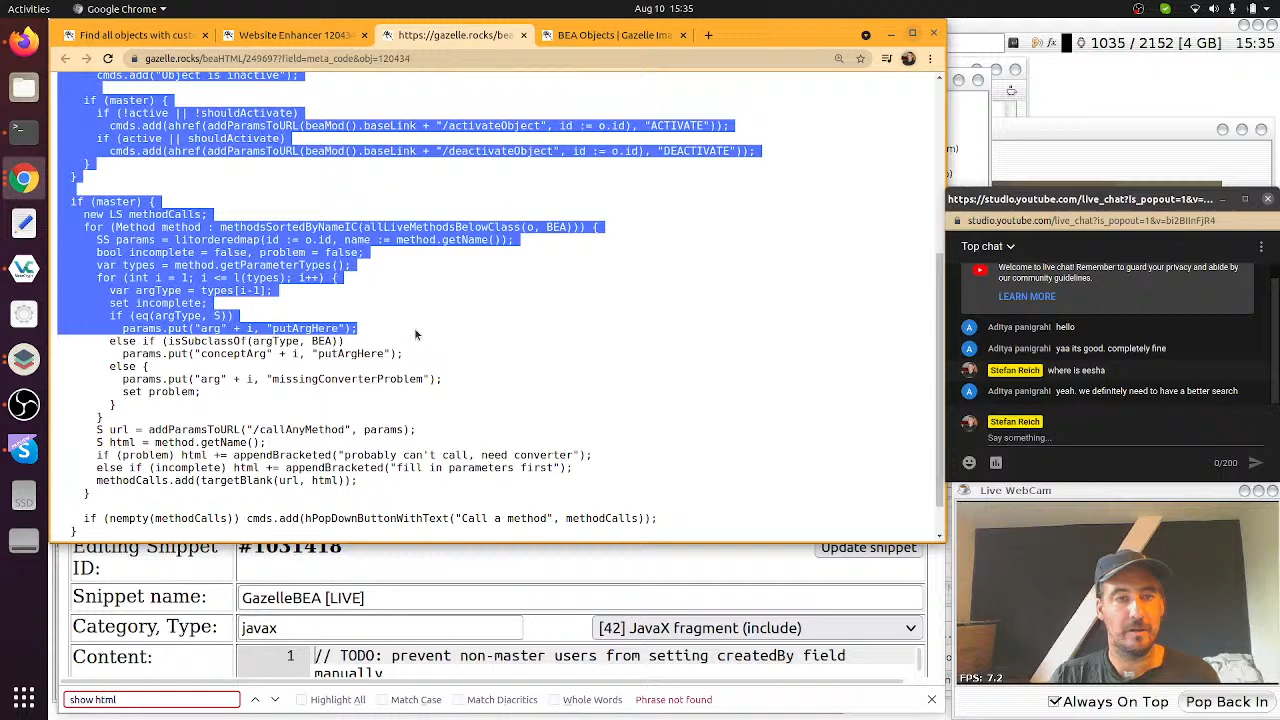 Activities
Google Chrome
Aug 10 15:35
Find all objects with cust
Website Enhancer 120434
https://gazelle.rocks/bea
BEA Objects | Gazelle Ima
gazelle.rocks/beaHTML/249697?field=meta_code&obj=120434
1035 / 2152 [4 GB]
15:35
cmds.add("Object is inactive");
if (master) {
if (!active || !shouldActivate)
cmds.add(ahref(addParamsToURL(beaMod().baseLink + "/activateObject", id := o.id), "ACTIVATE"));
if (active || shouldActivate)
cmds.add(ahref(addParamsToURL(beaMod().baseLink + "/deactivateObject", id := o.id), "DEACTIVATE"));
}
}
if (master) {
new LS methodCalls;
for (Method method : methodsSortedByNameIC(allLiveMethodsBelowClass(o, BEA))) {
SS params = litorderedmap(id := o.id, name := method.getName());
bool incomplete = false, problem = false;
var types = method.getParameterTypes();
for (int i = 1; i <= l(types); i++) {
var argType = types[i-1];
set incomplete;
if (eq(argType, S))
params.put("arg" + i, "putArgHere");
else if (isSubclassOf(argType, BEA))
params.put("conceptArg" + i, "putArgHere");
else {
params.put("arg" + i, "missingConverterProblem");
set problem;
}
}
S url = addParamsToURL("/callAnyMethod", params);
S html = method.getName();
if (problem) html += appendBracketed("probably can't call, need converter");
else if (incomplete) html += appendBracketed("fill in parameters first");
methodCalls.add(targetBlank(url, html));
}
if (nempty(methodCalls)) cmds.add(hPopDownButtonWithText("Call a method", methodCalls));
}
https://studio.youtube.com/live_chat?is_popout=1&v=...
studio.youtube.com/live_chat?is_popout=1&v=bi2BIInFjR4
Top chat
Welcome to live chat! Remember to guard your privacy and abide by
our community guidelines.
LEARN MORE
Aditya panigrahi hello
Aditya panigrahi yaa its good. completely fine
Stefan Reich where is eesha
Aditya panigrahi yeah. we definitely need to have a better search
Stefan Reich
Say something...
0/200
Live WebCam
FPS: 7.2
Always On Top
Pop Back In
Editing Snippet
ID:
#1031418
Update snippet
Snippet name:
GazelleBEA [LIVE]
Category, Type:
javax
[42] JavaX fragment (include)
Content:
1
// TODO: prevent non-master users from setting createdBy field
manually
show html
Highlight All
Match Case
Match Diacritics
Whole Words
Phrase not found
SSD